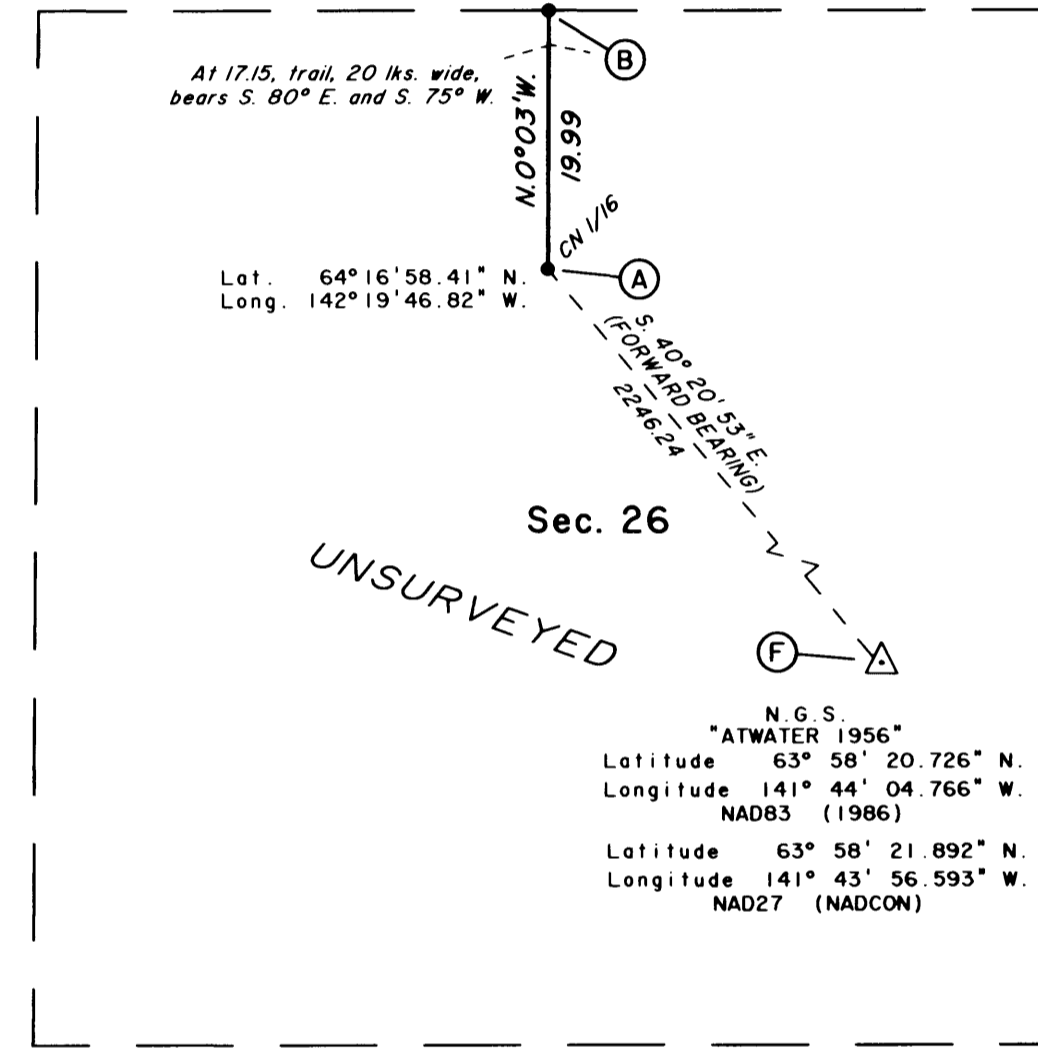 B
At 17.15, trail, 20 lks. wide,
bears S. 80° E. and S. 75° W.
N.0°03'W.
19.99
CN 1/16
A
Lat. 64°16'58.41" N.
Long. 142°19'46.82" W.
S. 40° 20' 53" E.
(FORWARD BEARING)
2246.24
Sec. 26
UNSURVEYED
F
N.G.S.
"ATWATER 1956"
Latitude 63° 58' 20.726" N.
Longitude 141° 44' 04.766" W.
NAD83 (1986)
Latitude 63° 58' 21.892" N.
Longitude 141° 43' 56.593" W.
NAD27 (NADCON)